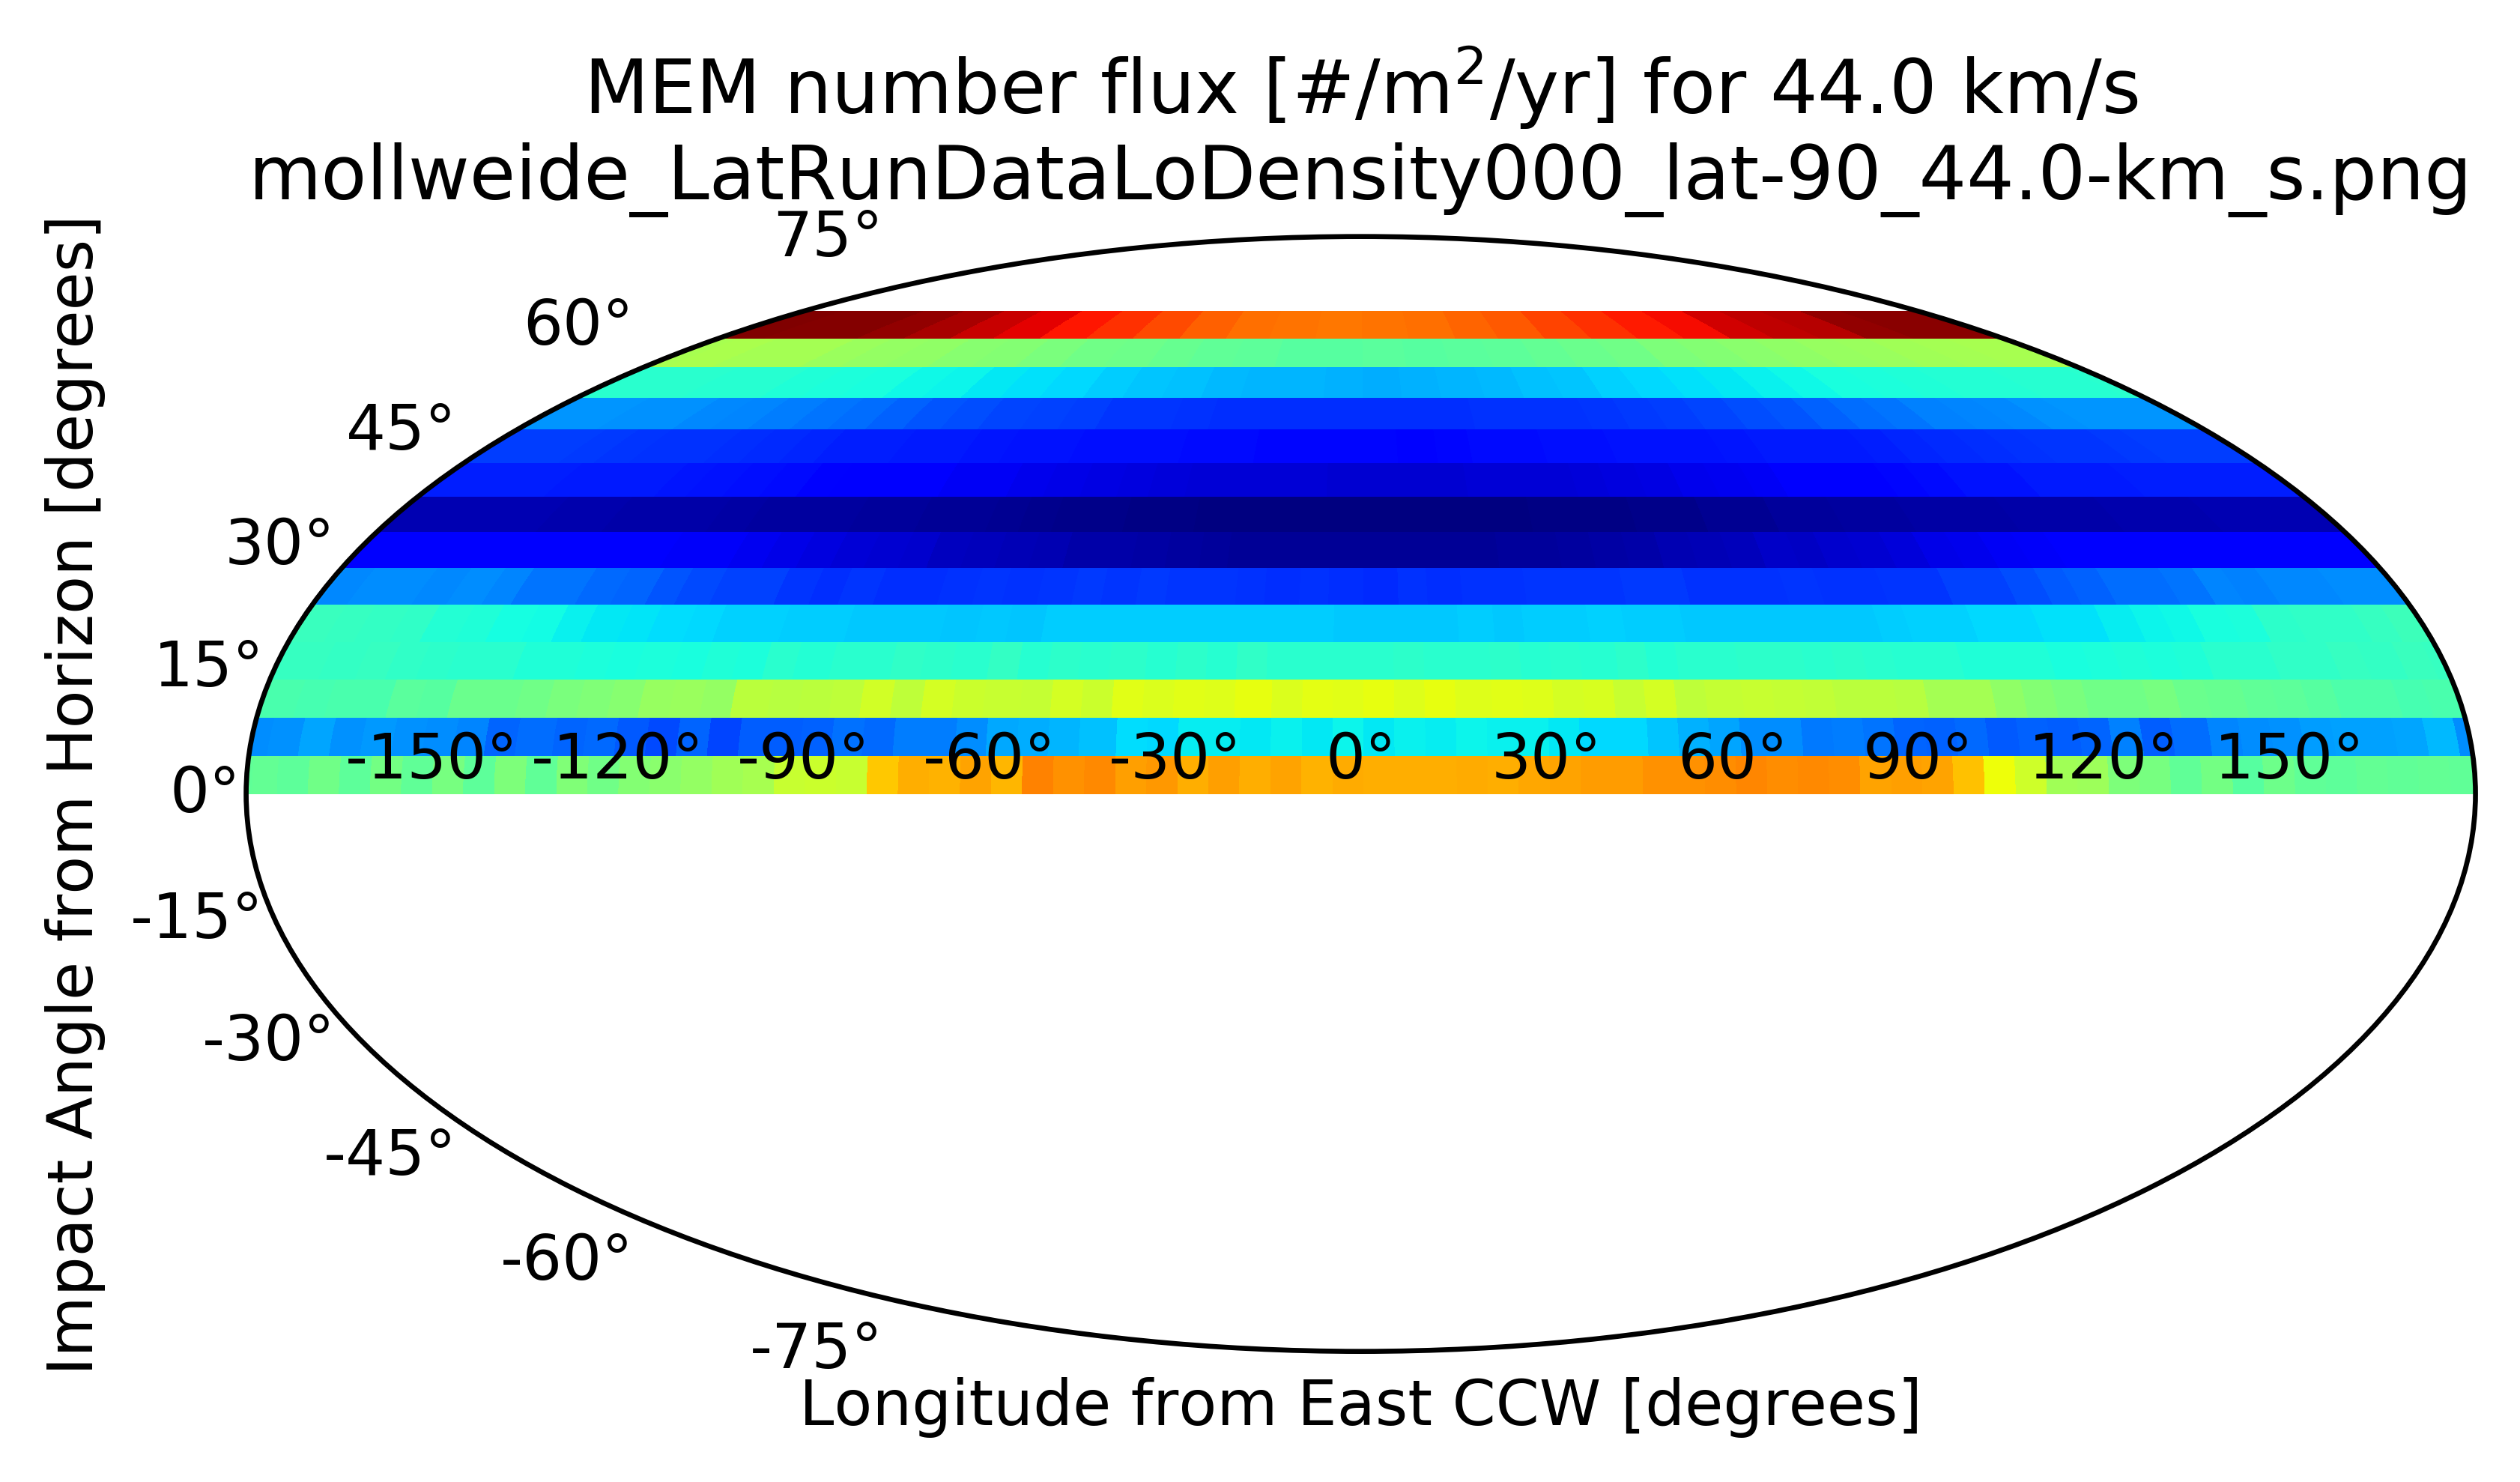 MEM number flux [#/m²/yr] for 44.0 km/s
mollweide_LatRunDataLoDensity000_lat-90_44.0-km_s.png
Impact Angle from Horizon [degrees]
75°
60°
45°
30°
15°
0°
-15°
-30°
-45°
-60°
-75°
-150° -120° -90° -60° -30° 0° 30° 60° 90° 120° 150°
Longitude from East CCW [degrees]